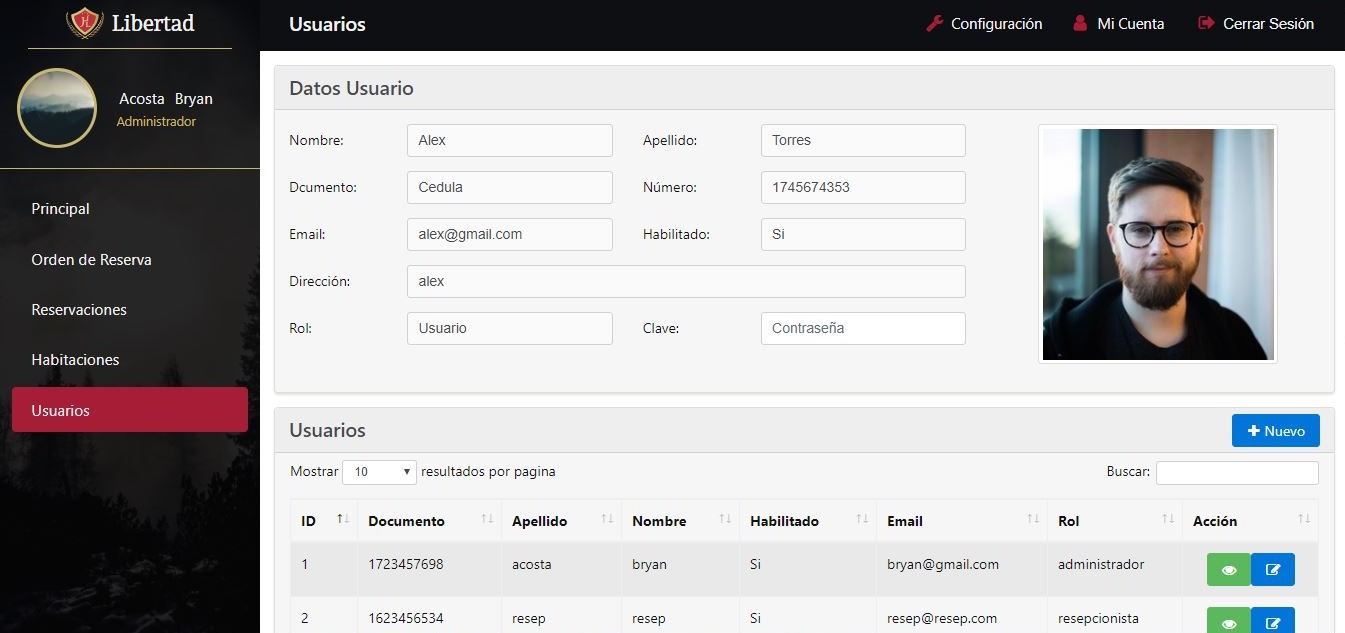 Libertad
Usuarios
Configuración
Mi Cuenta
Cerrar Sesión
Acosta Bryan
Administrador
Principal
Orden de Reserva
Reservaciones
Habitaciones
Usuarios
Datos Usuario
Nombre: Alex Apellido: Torres
Dcumento: Cedula Número: 1745674353
Email: alex@gmail.com Habilitado: Si
Dirección: alex
Rol: Usuario Clave: Contraseña
Usuarios
Nuevo
Mostrar 10 resultados por pagina Buscar:
ID Documento Apellido Nombre Habilitado Email Rol Acción
1 1723457698 acosta bryan Si bryan@gmail.com administrador
2 1623456534 resep resep Si resep@resep.com resepcionista